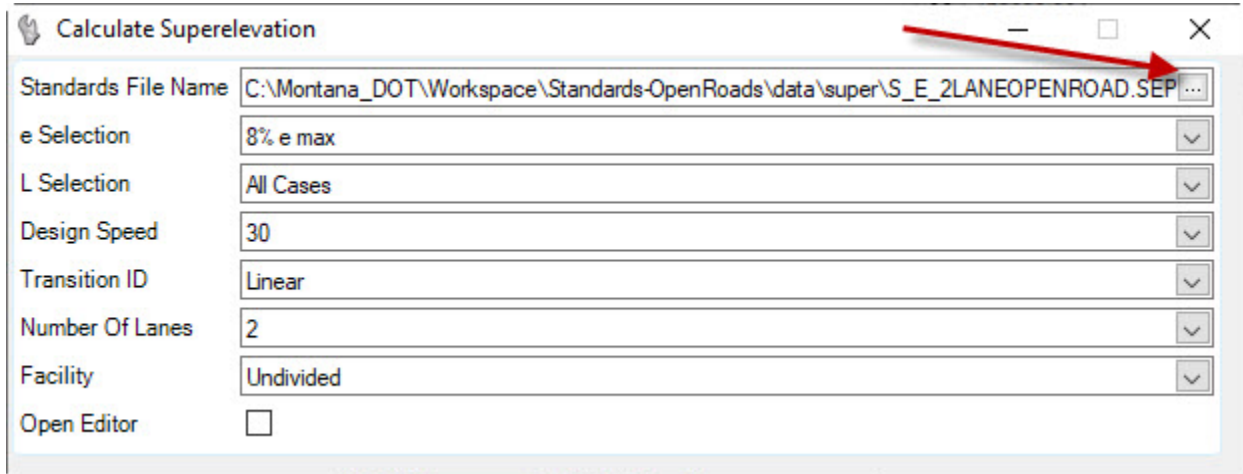 Calculate Superelevation
Standards File Name C:\Montana_DOT\Workspace\Standards-OpenRoads\data\super\S_E_2LANEOPENROAD.SEP ...
e Selection 8% e max
L Selection All Cases
Design Speed 30
Transition ID Linear
Number Of Lanes 2
Facility Undivided
Open Editor